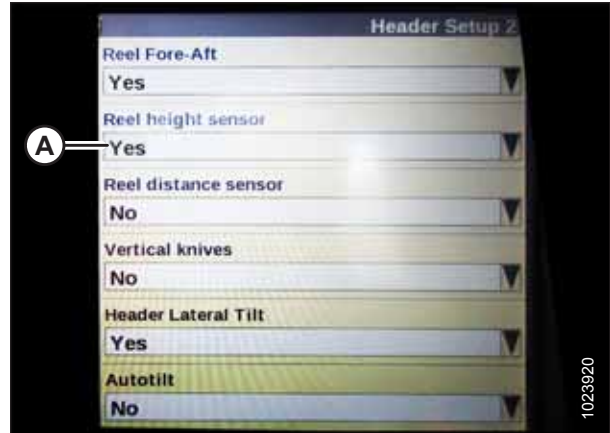 Header Setup 2
Reel Fore-Aft
Yes
Reel height sensor
A
Yes
Reel distance sensor
No
Vertical knives
No
Header Lateral Tilt
Yes
Autotilt
No
1023920